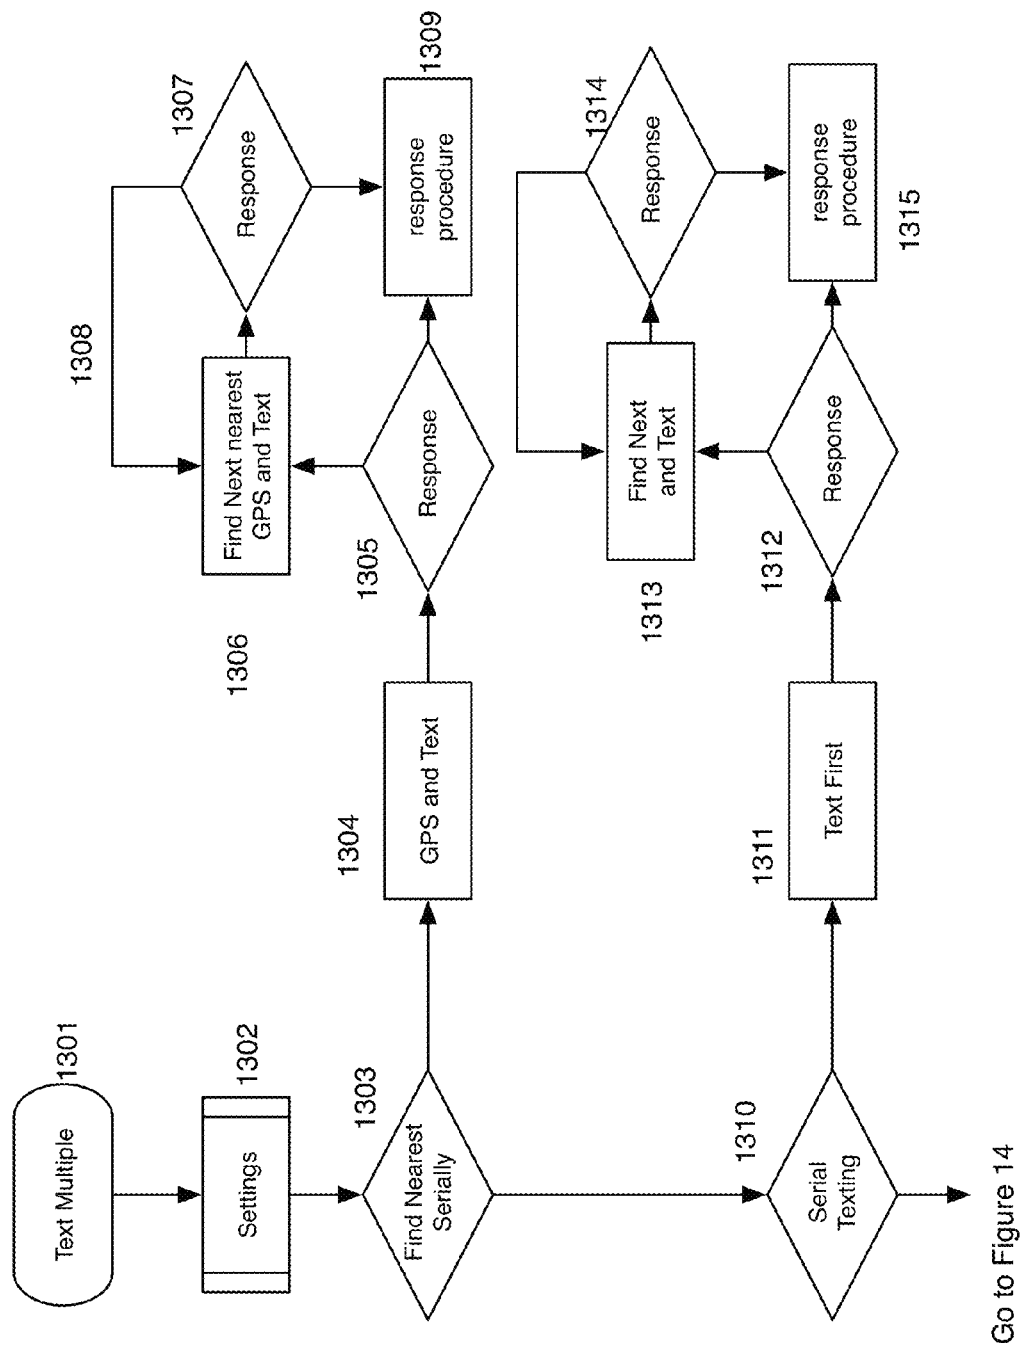 Text Multiple
1301
Settings
1302
Find Nearest
Serially
1303
GPS and Text
1304
Response
1305
Find Next nearest
GPS and Text
1306
Response
1307
1308
response
procedure
1309
Serial
Texting
1310
Text First
1311
Response
1312
Find Next
and Text
1313
Response
1314
response
procedure
1315
Go to Figure 14